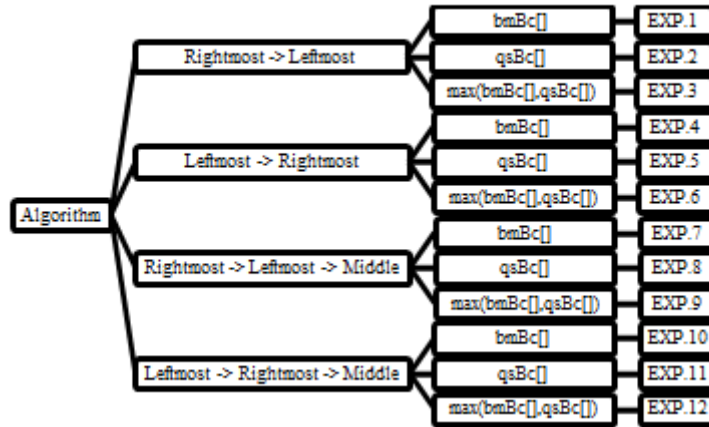 Algorithm
Rightmost -> Leftmost
bmBc[]
EXP.1
qsBc[]
EXP.2
max(bmBc[],qsBc[])
EXP.3
Leftmost -> Rightmost
bmBc[]
EXP.4
qsBc[]
EXP.5
max(bmBc[],qsBc[])
EXP.6
Rightmost -> Leftmost -> Middle
bmBc[]
EXP.7
qsBc[]
EXP.8
max(bmBc[],qsBc[])
EXP.9
Leftmost -> Rightmost -> Middle
bmBc[]
EXP.10
qsBc[]
EXP.11
max(bmBc[],qsBc[])
EXP.12